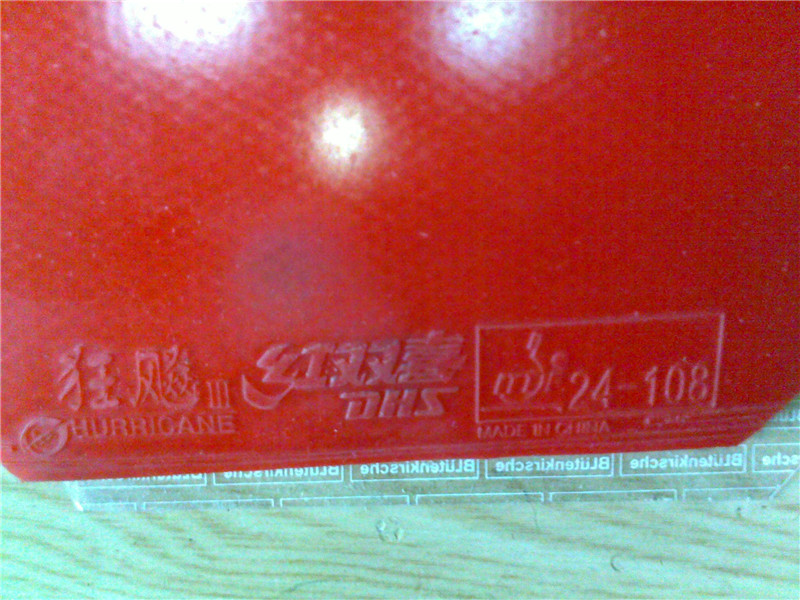 狂飚III
HURRICANE
红双喜
DHS
24-108
MADE IN CHINA
BLütenkirsche BLütenkirsche BLütenkirsche BLütenkirsche BLütenkirsche